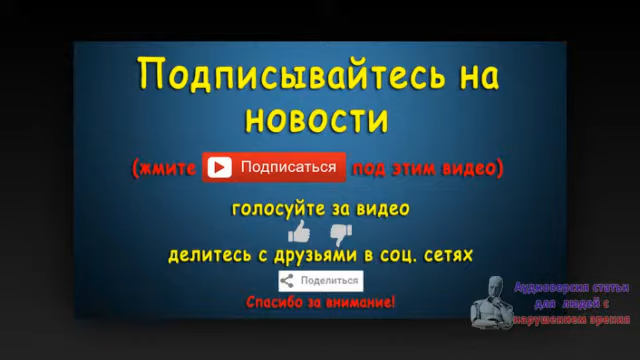 Подписывайтесь на
новости
(жмите Подписаться под этим видео)
голосуйте за видео
делитесь с друзьями в соц. сетях
Поделиться
Спасибо за внимание!
Аудиоверсия статьи
для людей с
нарушением зрения